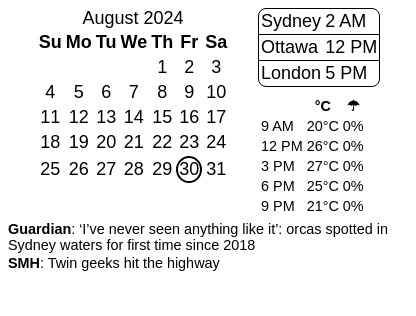 August 2024
Su Mo Tu We Th Fr Sa
1 2 3
4 5 6 7 8 9 10
11 12 13 14 15 16 17
18 19 20 21 22 23 24
25 26 27 28 29 30 31
Sydney 2 AM
Ottawa 12 PM
London 5 PM
°C ☂
9 AM 20°C 0%
12 PM 26°C 0%
3 PM 27°C 0%
6 PM 25°C 0%
9 PM 21°C 0%
Guardian: ‘I’ve never seen anything like it’: orcas spotted in
Sydney waters for first time since 2018
SMH: Twin geeks hit the highway